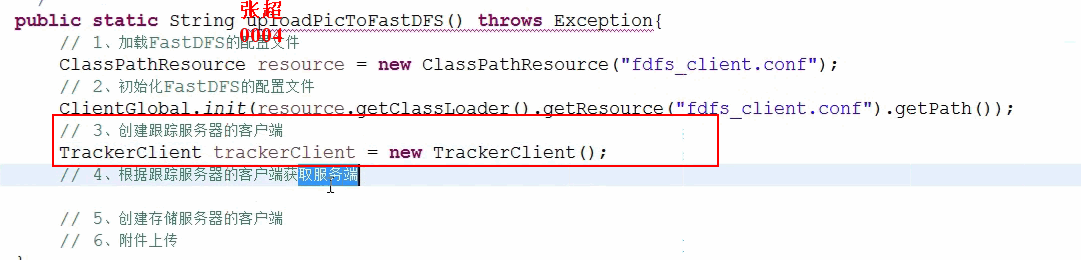 */
张超
public static String uploadPicToFastDFS() throws Exception{
0004
// 1、加载FastDFS的配置文件
ClassPathResource resource = new ClassPathResource("fdfs_client.conf");
// 2、初始化FastDFS的配置文件
ClientGlobal.init(resource.getClassLoader().getResource("fdfs_client.conf").getPath());
// 3、创建跟踪服务器的客户端
TrackerClient trackerClient = new TrackerClient();
// 4、根据跟踪服务器的客户端获取服务端
// 5、创建存储服务器的客户端
// 6、附件上传